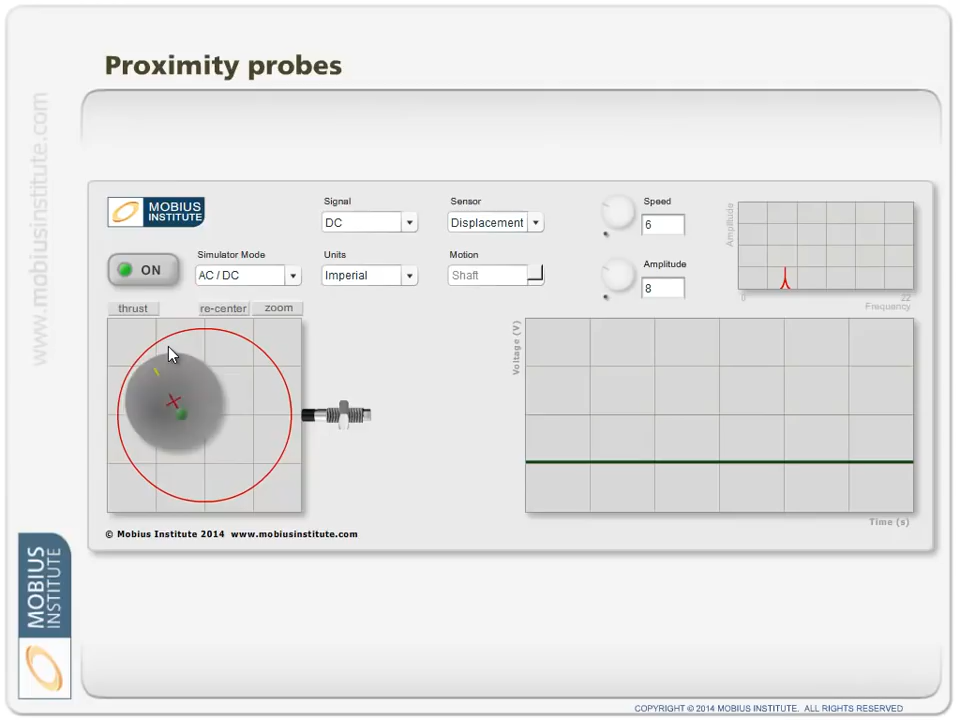 Proximity probes
www.mobiusinstitute.com
MOBIUS
INSTITUTE
Signal
DC
Sensor
Displacement
Speed
6
Simulator Mode
AC / DC
Units
Imperial
Motion
Shaft
Amplitude
8
ON
Amplitude
0
22
Frequency
thrust
re-center
zoom
Voltage (V)
Time (s)
© Mobius Institute 2014 www.mobiusinstitute.com
MOBIUS
INSTITUTE
COPYRIGHT © 2014 MOBIUS INSTITUTE. ALL RIGHTS RESERVED